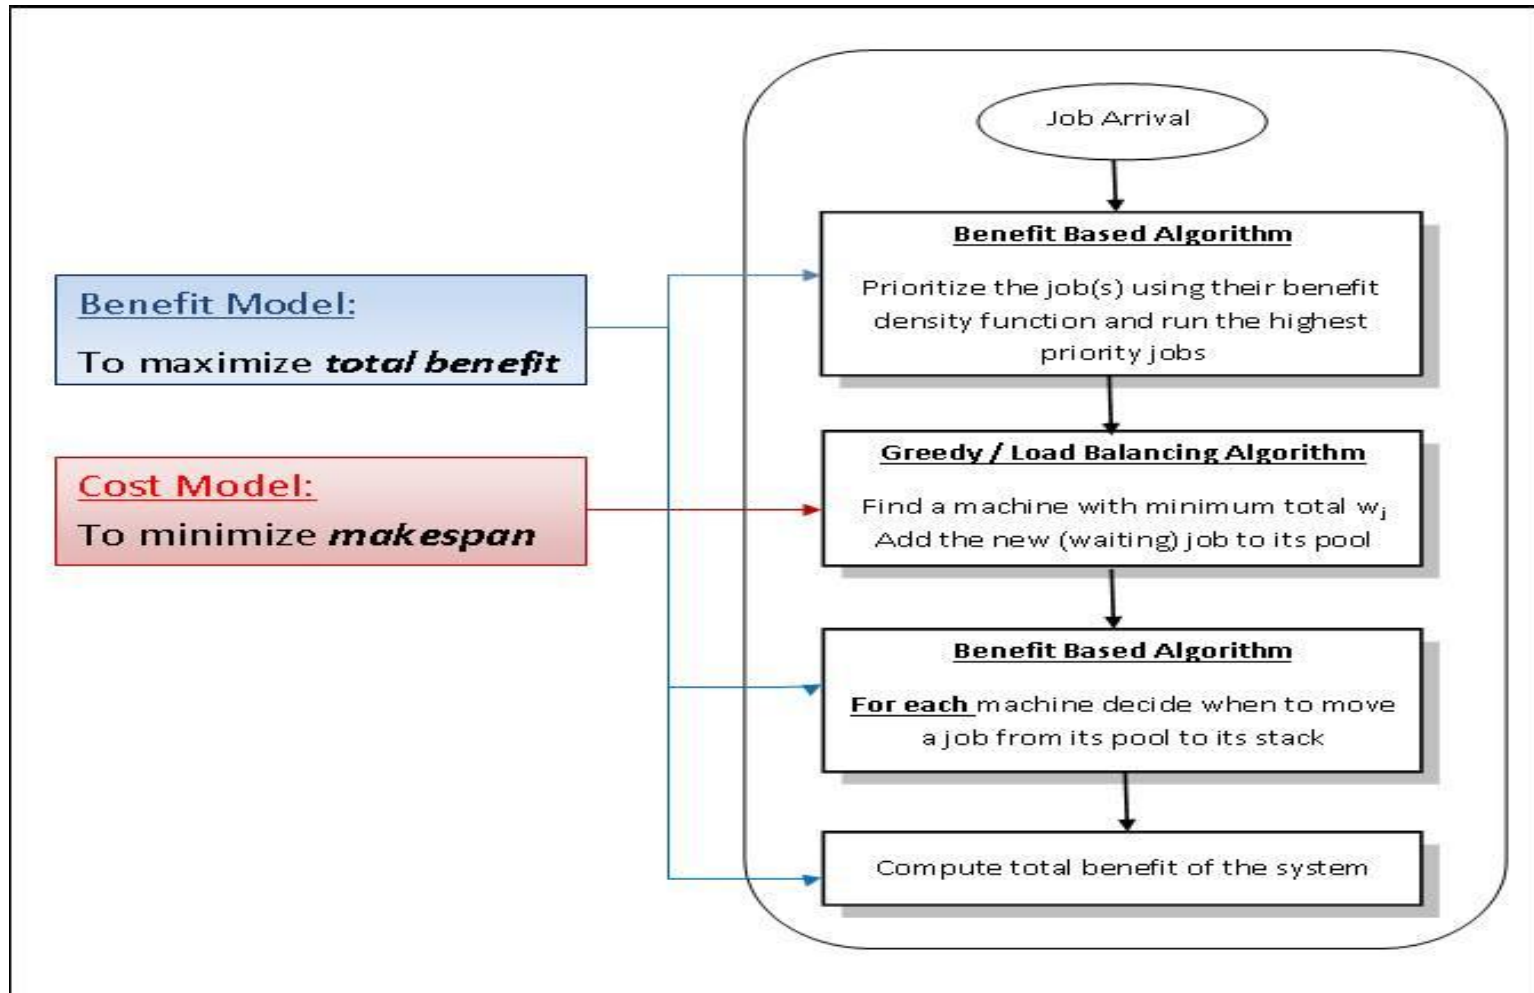 Job Arrival
Benefit Based Algorithm
Prioritize the job(s) using their benefit
density function and run the highest
priority jobs
Benefit Model:
To maximize total benefit
Greedy / Load Balancing Algorithm
Find a machine with minimum total wj
Add the new (waiting) job to its pool
Cost Model:
To minimize makespan
Benefit Based Algorithm
For each machine decide when to move
a job from its pool to its stack
Compute total benefit of the system